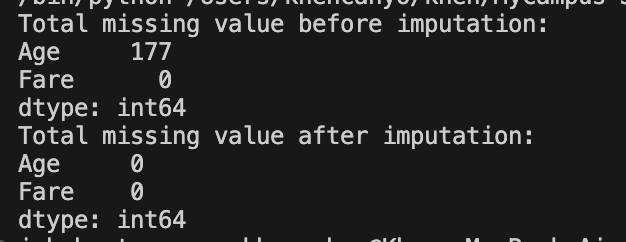 Total missing value before imputation:
Age 177
Fare 0
dtype: int64
Total missing value after imputation:
Age 0
Fare 0
dtype: int64